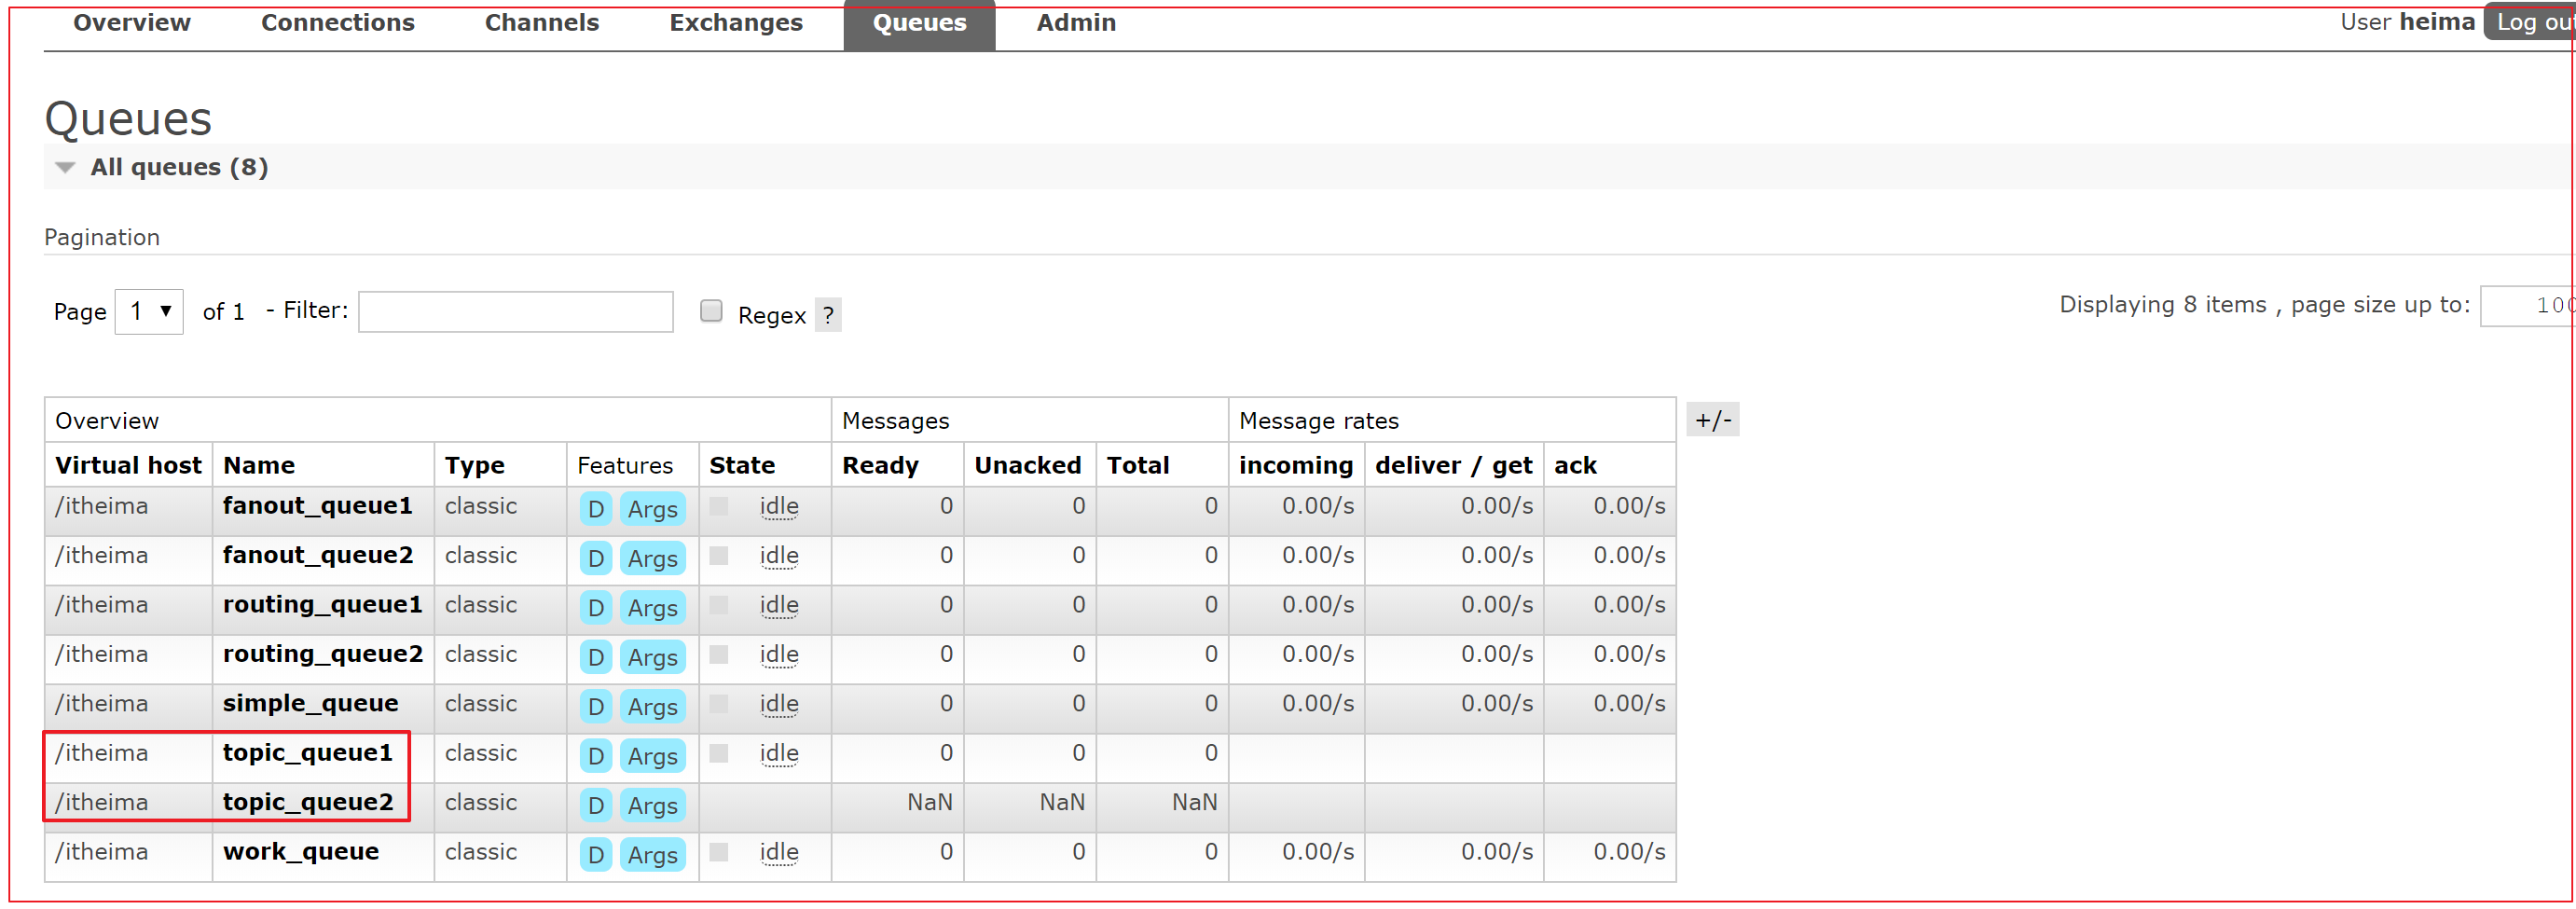 Overview Connections Channels Exchanges Queues Admin User heima Log ou
Queues
All queues (8)
Pagination
Page 1 of 1 - Filter: Regex ? Displaying 8 items , page size up to: 100
Overview Messages Message rates +/-
Virtual host Name Type Features State Ready Unacked Total incoming deliver / get ack
/itheima fanout_queue1 classic D Args idle 0 0 0 0.00/s 0.00/s 0.00/s
/itheima fanout_queue2 classic D Args idle 0 0 0 0.00/s 0.00/s 0.00/s
/itheima routing_queue1 classic D Args idle 0 0 0 0.00/s 0.00/s 0.00/s
/itheima routing_queue2 classic D Args idle 0 0 0 0.00/s 0.00/s 0.00/s
/itheima simple_queue classic D Args idle 0 0 0 0.00/s 0.00/s 0.00/s
/itheima topic_queue1 classic D Args idle 0 0 0
/itheima topic_queue2 classic D Args NaN NaN NaN
/itheima work_queue classic D Args idle 0 0 0 0.00/s 0.00/s 0.00/s